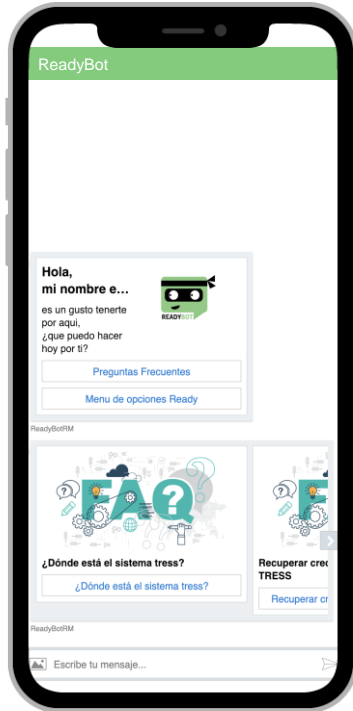 ReadyBot
Hola,
mi nombre e...
es un gusto tenerte
por aqui,
¿que puedo hacer
hoy por ti?
READYBOT
Preguntas Frecuentes
Menu de opciones Ready
ReadyBotRM
FAQ
?
¿Dónde está el sistema tress?
¿Dónde está el sistema tress?
Recuperar
TRESS
Recuperar
ReadyBotRM
Escribe tu mensaje...